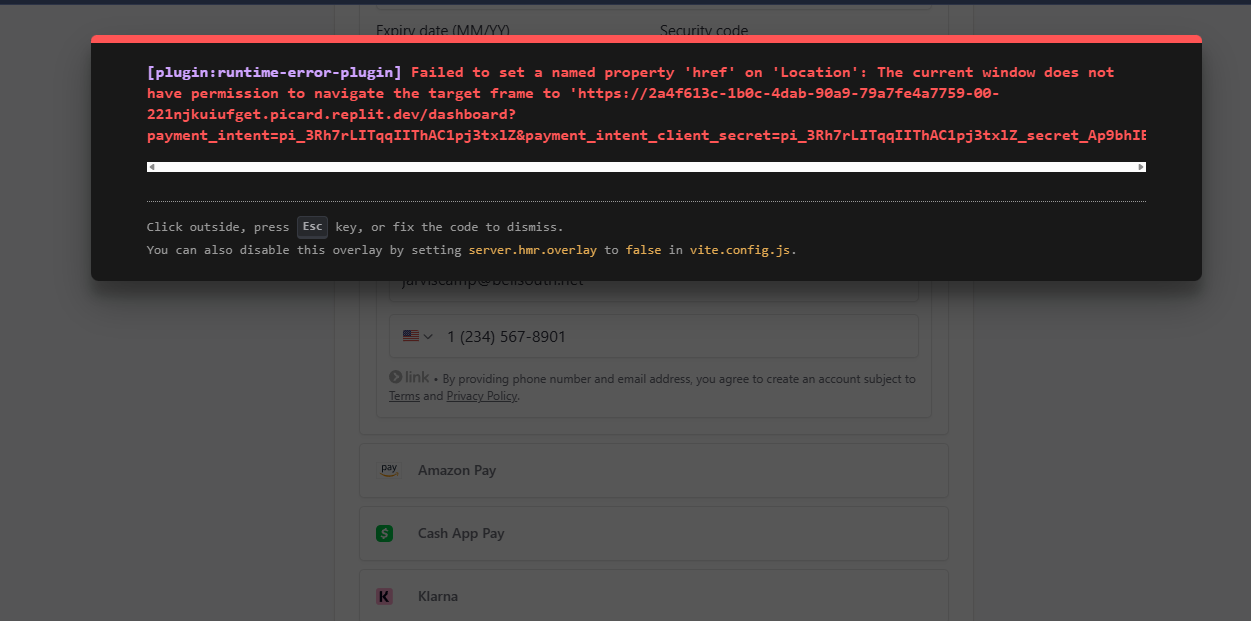 Expiry date (MM/YY) Security code
[plugin:runtime-error-plugin] Failed to set a named property 'href' on 'Location': The current window does not
have permission to navigate the target frame to 'https://2a4f613c-1b0c-4dab-90a9-79a7fe4a7759-00-
221njkuiufget.picard.replit.dev/dashboard?
payment_intent=pi_3Rh7rLITqqIIThAC1pj3txlZ&payment_intent_client_secret=pi_3Rh7rLITqqIIThAC1pj3txlZ_secret_Ap9bhIE
Click outside, press Esc key, or fix the code to dismiss.
You can also disable this overlay by setting server.hmr.overlay to false in vite.config.js.
jarviscamp@bellsouth.net
1 (234) 567-8901
link • By providing phone number and email address, you agree to create an account subject to
Terms and Privacy Policy.
pay Amazon Pay
$ Cash App Pay
K Klarna